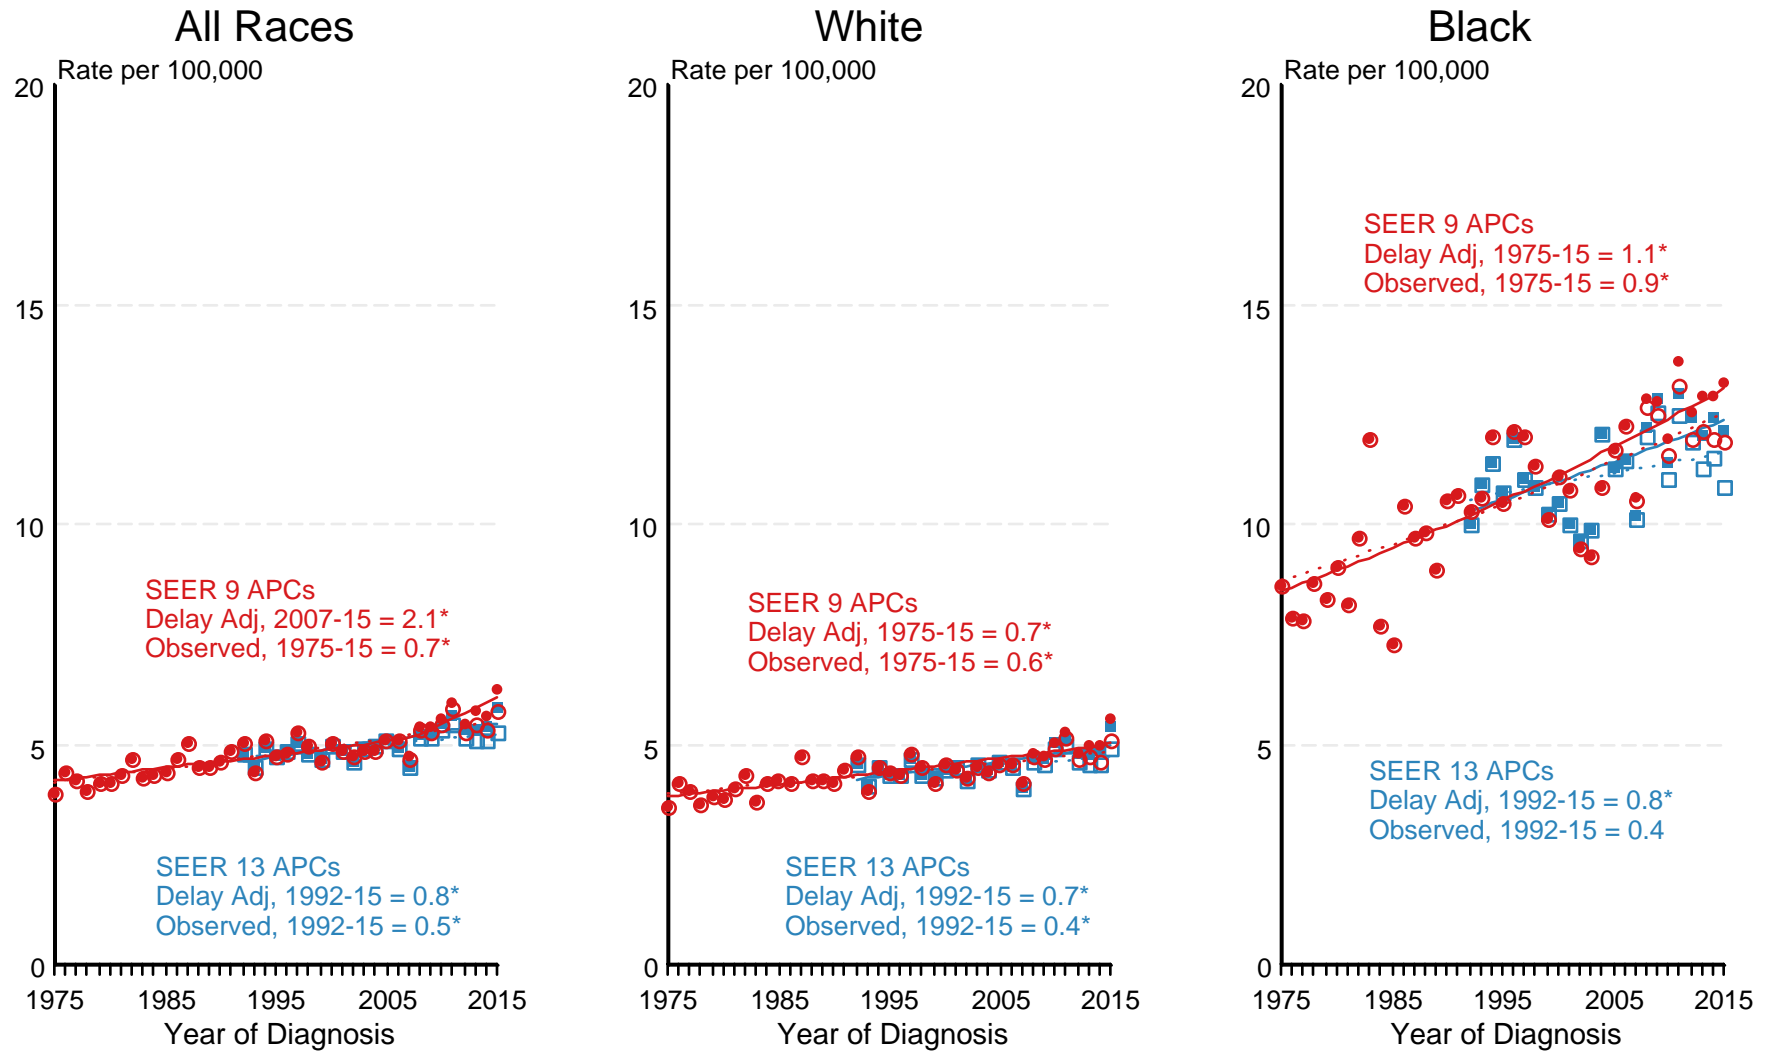 All Races
Rate per 100,000
20
15
10
5
0
SEER 9 APCs
Delay Adj, 2007-15 = 2.1*
Observed, 1975-15 = 0.7*
SEER 13 APCs
Delay Adj, 1992-15 = 0.8*
Observed, 1992-15 = 0.5*
1975 1985 1995 2005 2015
Year of Diagnosis
White
Rate per 100,000
20
15
10
5
0
SEER 9 APCs
Delay Adj, 1975-15 = 0.7*
Observed, 1975-15 = 0.6*
SEER 13 APCs
Delay Adj, 1992-15 = 0.7*
Observed, 1992-15 = 0.4*
1975 1985 1995 2005 2015
Year of Diagnosis
Black
Rate per 100,000
20
15
10
5
0
SEER 9 APCs
Delay Adj, 1975-15 = 1.1*
Observed, 1975-15 = 0.9*
SEER 13 APCs
Delay Adj, 1992-15 = 0.8*
Observed, 1992-15 = 0.4
1975 1985 1995 2005 2015
Year of Diagnosis